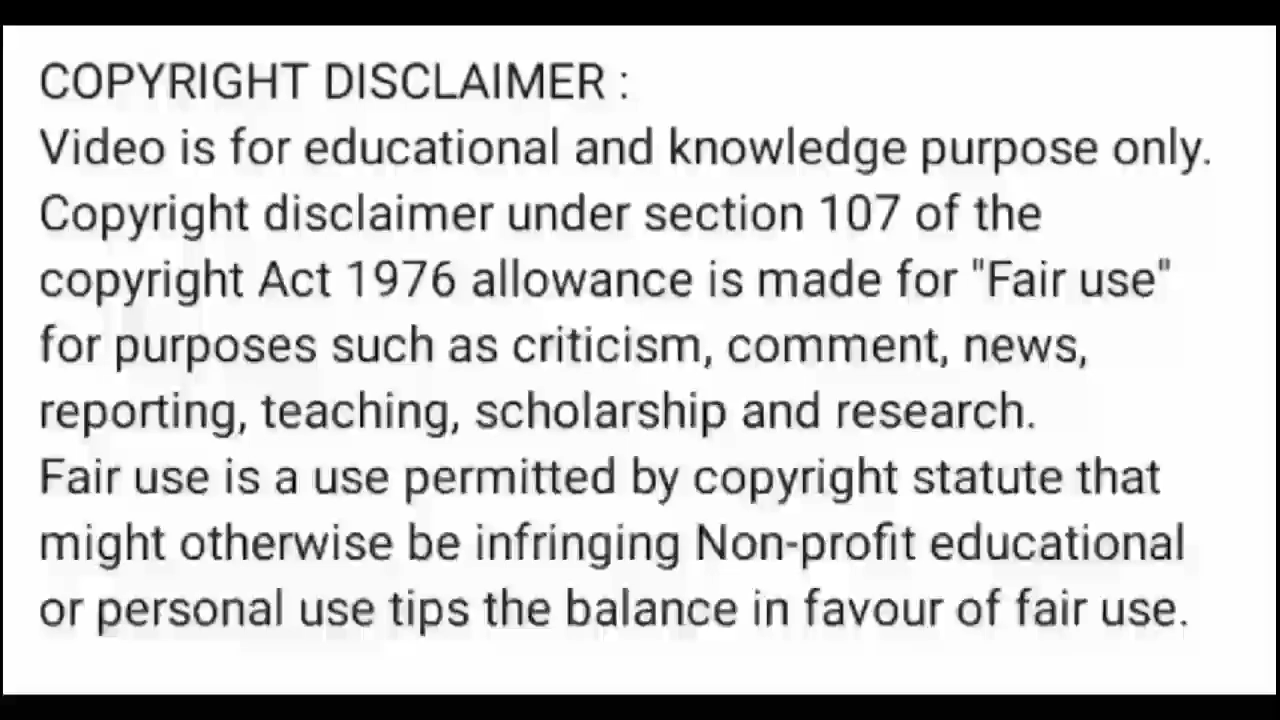 COPYRIGHT DISCLAIMER :
Video is for educational and knowledge purpose only.
Copyright disclaimer under section 107 of the
copyright Act 1976 allowance is made for "Fair use"
for purposes such as criticism, comment, news,
reporting, teaching, scholarship and research.
Fair use is a use permitted by copyright statute that
might otherwise be infringing Non-profit educational
or personal use tips the balance in favour of fair use.